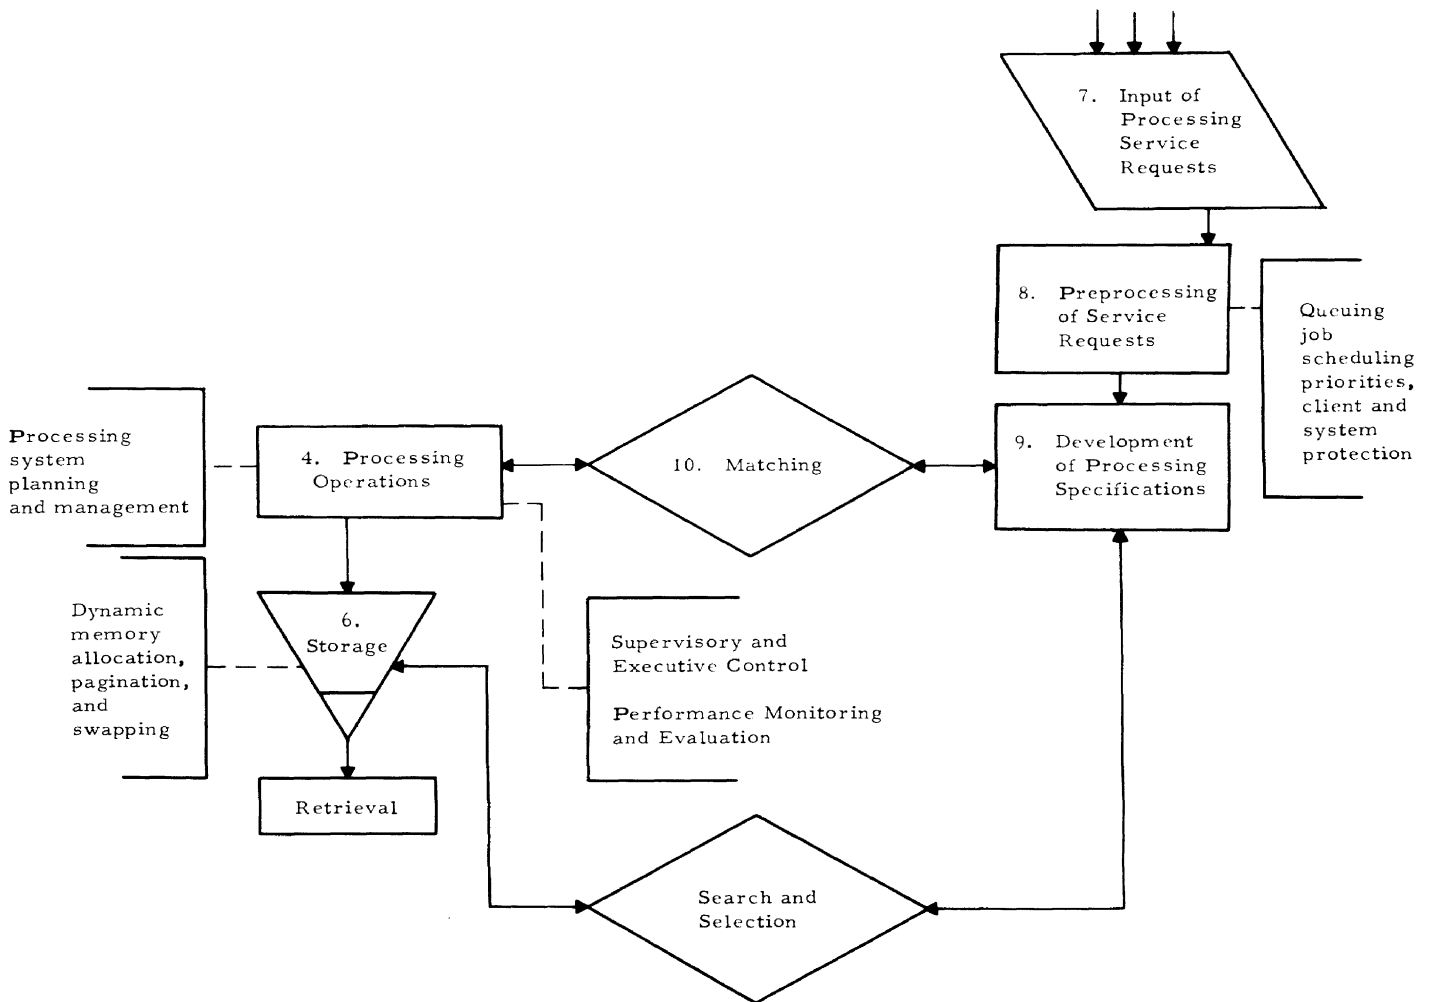 7. Input of
Processing
Service
Requests
8. Preprocessing
of Service
Requests
Queuing
job
scheduling
priorities,
client and
system
protection
Processing
system
planning
and management
4. Processing
Operations
10. Matching
9. Development
of Processing
Specifications
Dynamic
memory
allocation,
pagination,
and
swapping
6.
Storage
Supervisory and
Executive Control
Performance Monitoring
and Evaluation
Retrieval
Search and
Selection